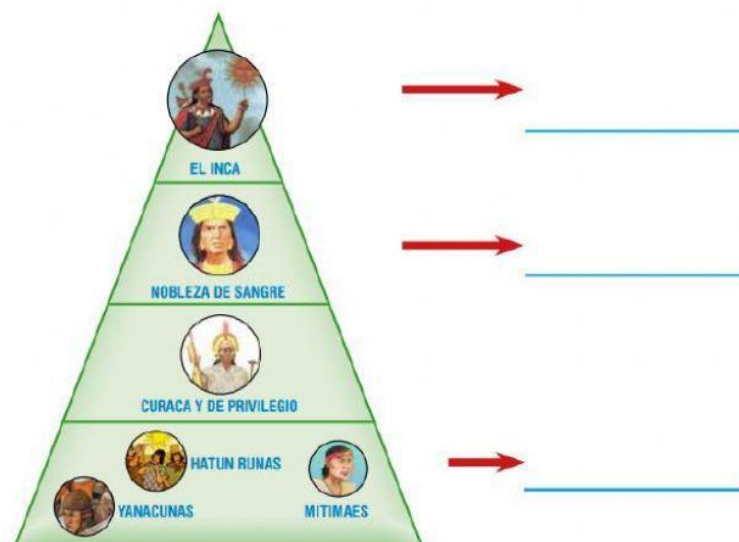 EL INCA
NOBLEZA DE SANGRE
CURACA Y DE PRIVILEGIO
HATUN RUNAS
YANACUNAS
MITIMAES